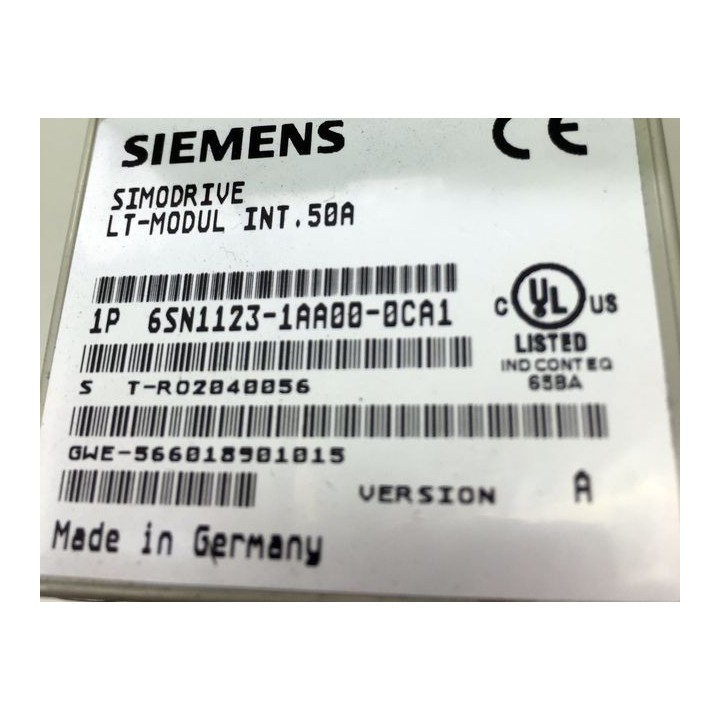 SIEMENS
CE
SIMODRIVE
LT-MODUL INT.50A
1P 6SN1123-1AA00-0CA1
C UL US
LISTED
IND CONT EQ
65BA
S T-RO2040056
GWE-566018901015
VERSION A
Made in Germany